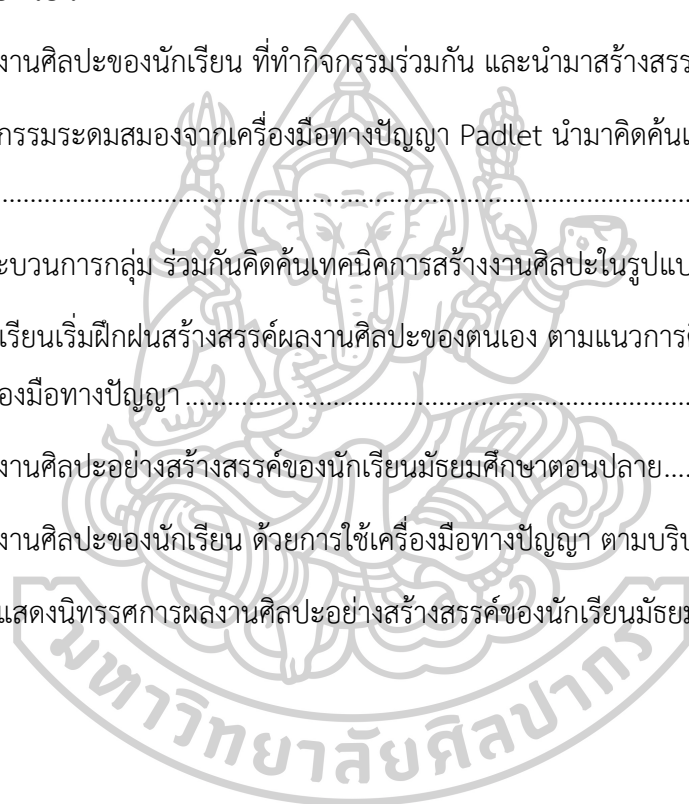 งานศิลปะของนักเรียน ที่ทำกิจกรรมร่วมกัน และนำมาสร้างสรร
กรรมระดมสมองจากเครื่องมือทางปัญญา Padlet นำมาคิดค้นเ
................................................................................
ะบวนการกลุ่ม ร่วมกันคิดค้นเทคนิคการสร้างงานศิลปะในรูปแบ
เรียนเริ่มฝึกฝนสร้างสรรค์ผลงานศิลปะของตนเอง ตามแนวการค
องมือทางปัญญา............................................................
งานศิลปะอย่างสร้างสรรค์ของนักเรียนมัธยมศึกษาตอนปลาย....
งานศิลปะของนักเรียน ด้วยการใช้เครื่องมือทางปัญญา ตามบริบ
แสดงนิทรรศการผลงานศิลปะอย่างสร้างสรรค์ของนักเรียนมัธยม
มหาวิทยาลัยศิลปากร